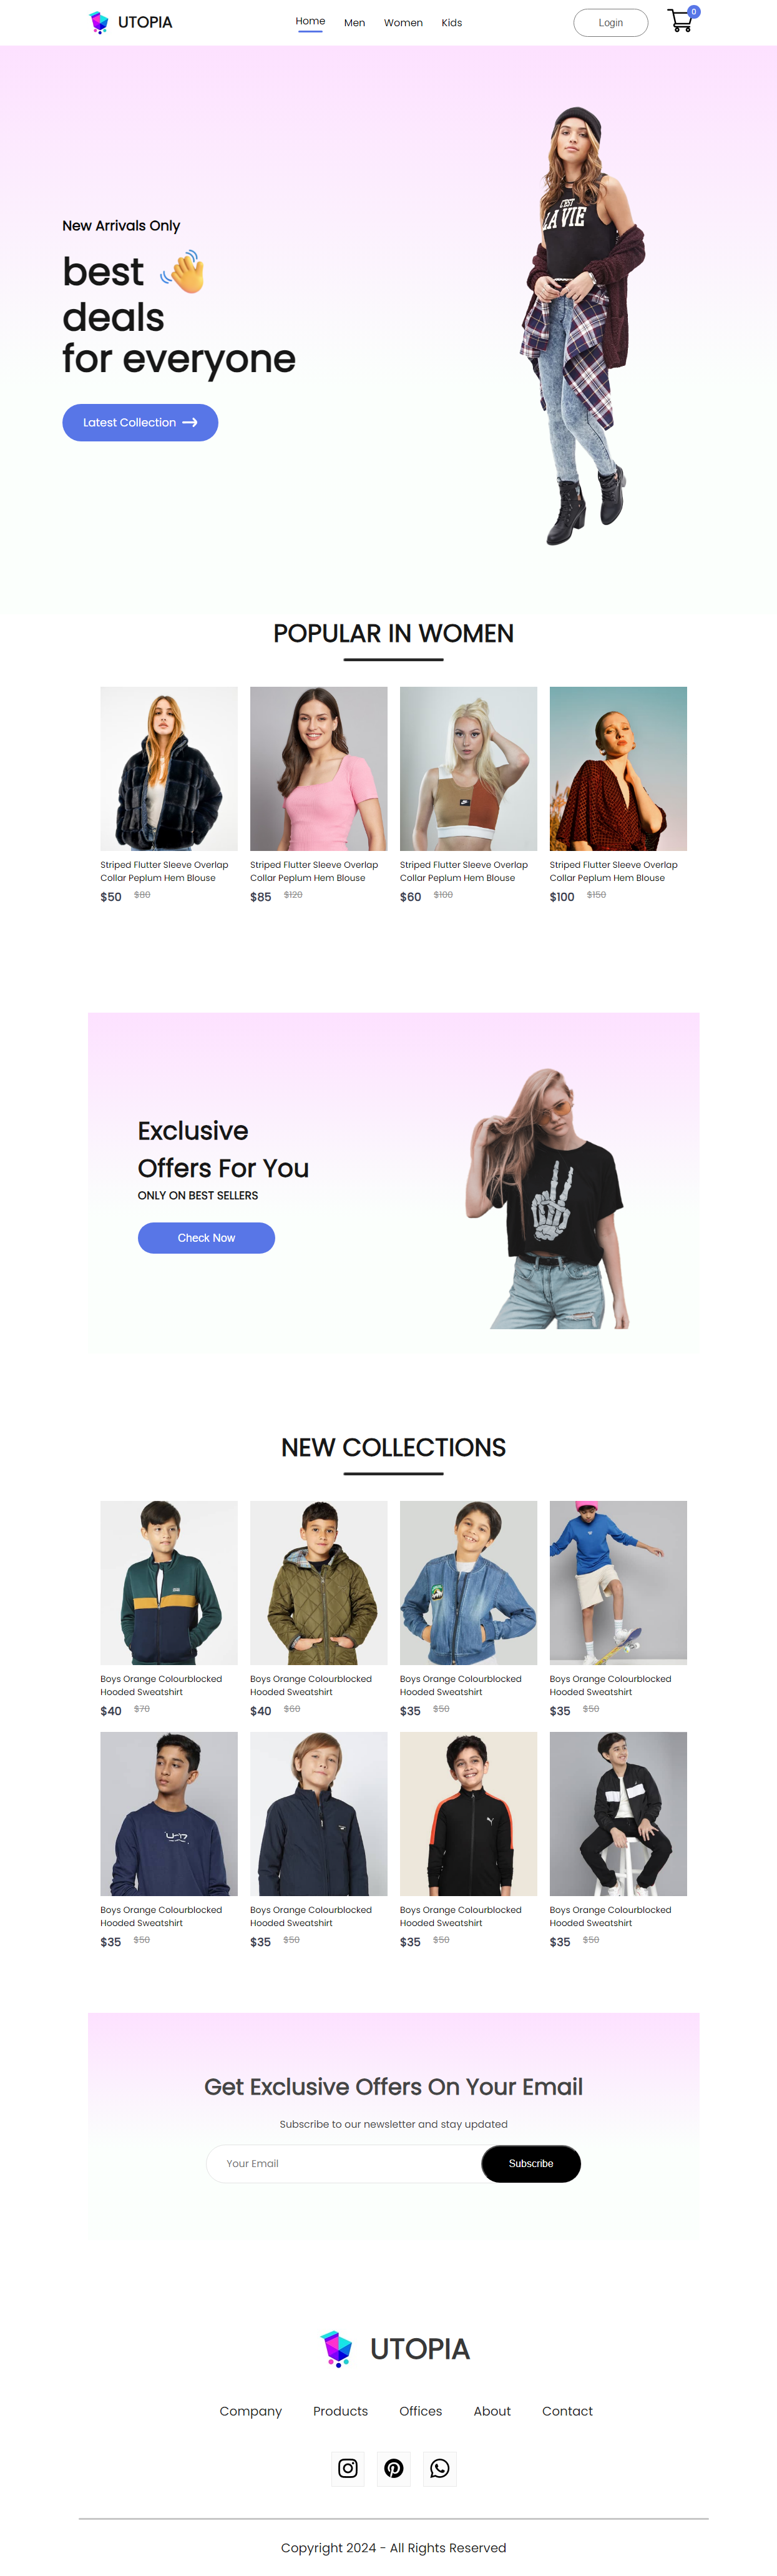 UTOPIA
Home Men Women Kids
Login
0
New Arrivals Only
best
deals
for everyone
Latest Collection
C'EST
LA VIE
POPULAR IN WOMEN
Striped Flutter Sleeve Overlap
Collar Peplum Hem Blouse
$50 $80
Striped Flutter Sleeve Overlap
Collar Peplum Hem Blouse
$85 $120
Striped Flutter Sleeve Overlap
Collar Peplum Hem Blouse
$60 $100
Striped Flutter Sleeve Overlap
Collar Peplum Hem Blouse
$100 $150
Exclusive
Offers For You
ONLY ON BEST SELLERS
Check Now
NEW COLLECTIONS
Boys Orange Colourblocked
Hooded Sweatshirt
$40 $70
Boys Orange Colourblocked
Hooded Sweatshirt
$40 $60
Boys Orange Colourblocked
Hooded Sweatshirt
$35 $50
Boys Orange Colourblocked
Hooded Sweatshirt
$35 $50
Boys Orange Colourblocked
Hooded Sweatshirt
$35 $50
Boys Orange Colourblocked
Hooded Sweatshirt
$35 $50
Boys Orange Colourblocked
Hooded Sweatshirt
$35 $50
Boys Orange Colourblocked
Hooded Sweatshirt
$35 $50
Get Exclusive Offers On Your Email
Subscribe to our newsletter and stay updated
Your Email
Subscribe
UTOPIA
Company Products Offices About Contact
Copyright 2024 - All Rights Reserved